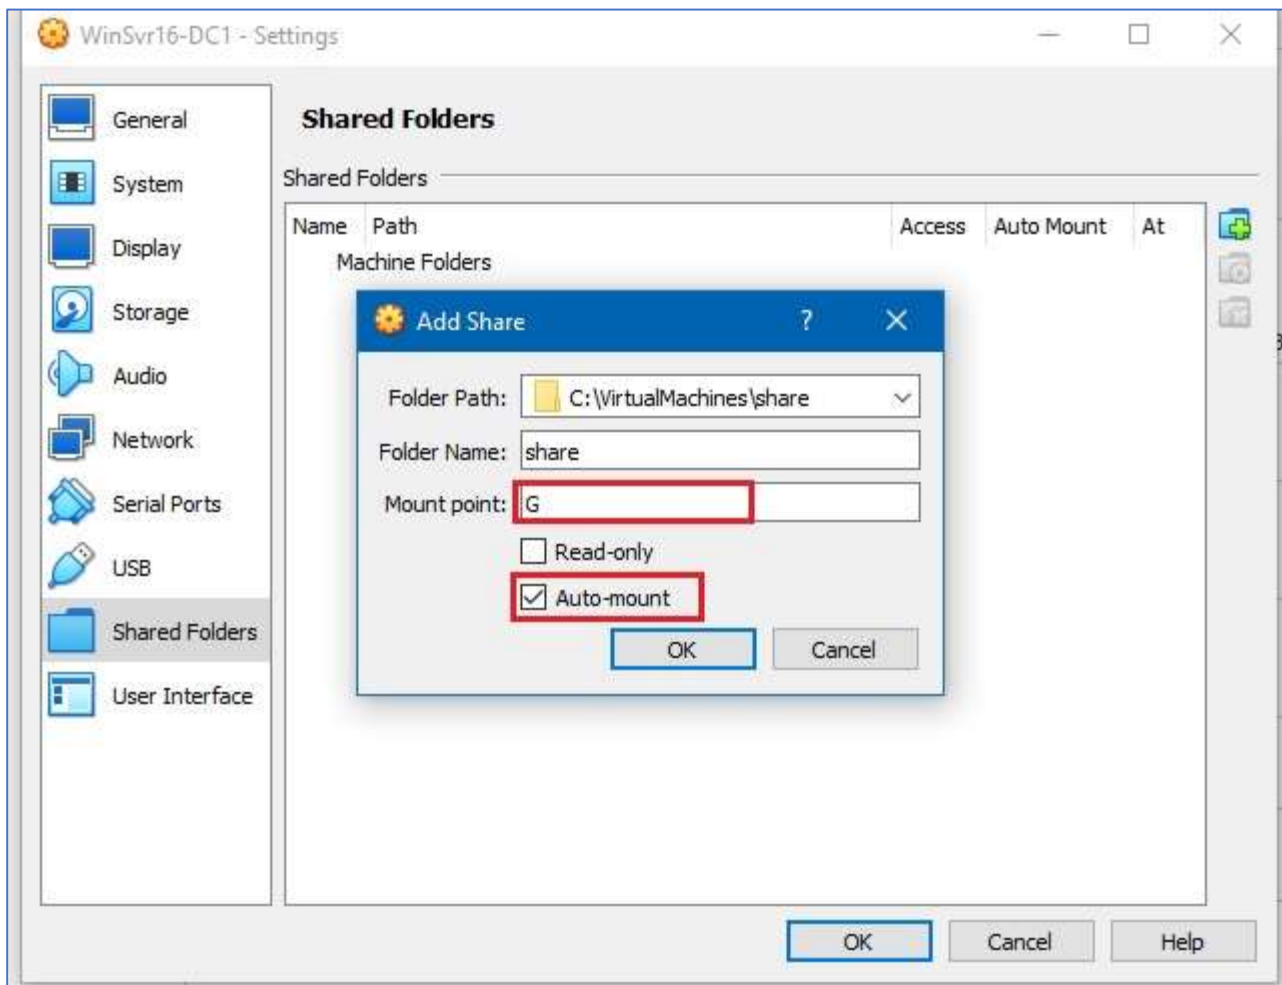 WinSvr16-DC1 - Settings
General
System
Display
Storage
Audio
Network
Serial Ports
USB
Shared Folders
User Interface
Shared Folders
Shared Folders
Name Path Access Auto Mount At
Machine Folders
Add Share ?
Folder Path: C:\VirtualMachines\share
Folder Name: share
Mount point: G
Read-only
Auto-mount
OK Cancel
OK Cancel Help